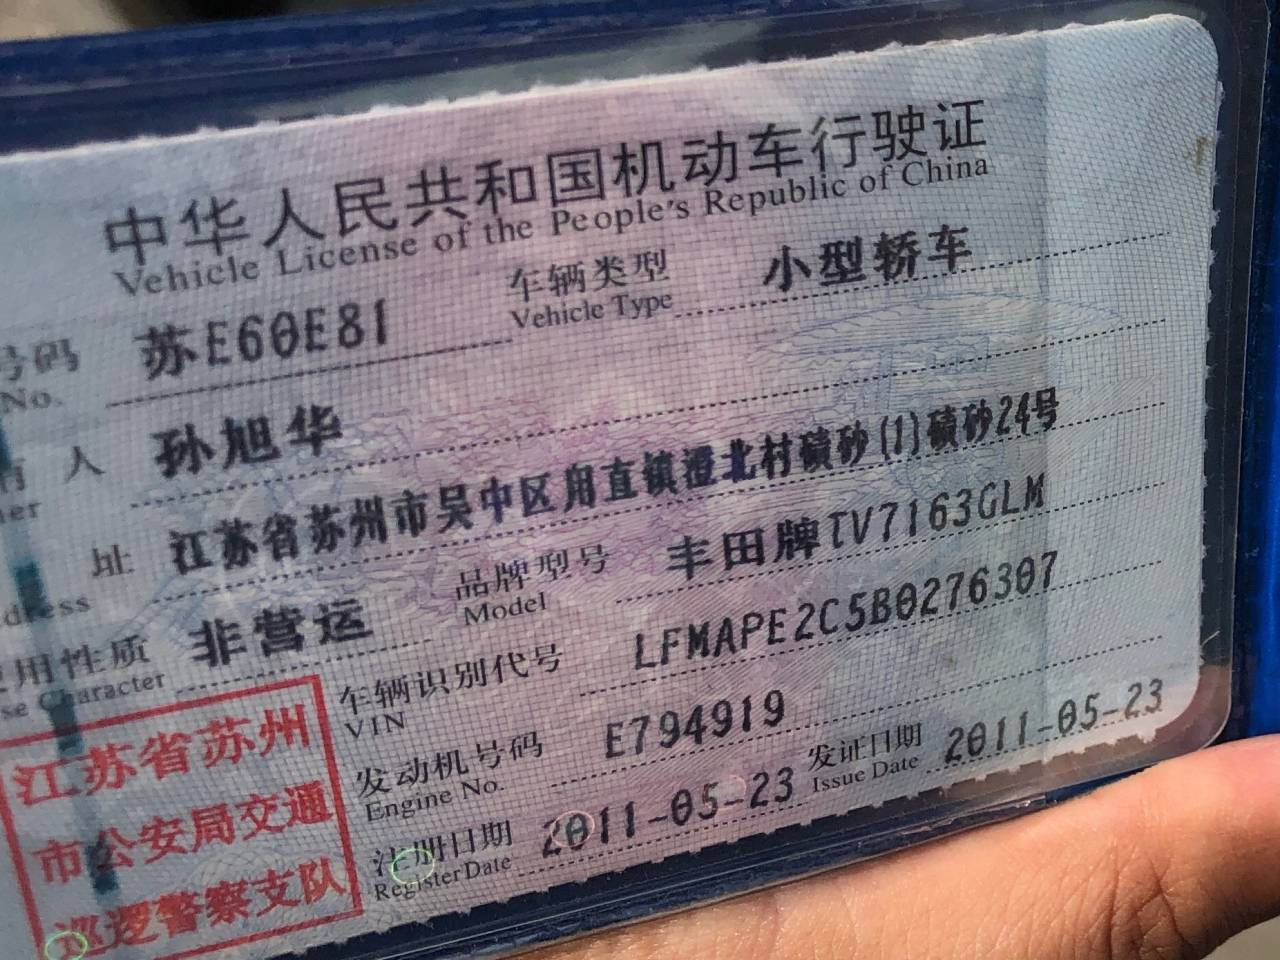 中华人民共和国机动车行驶证
Vehicle License of the People's Republic of China
号码 苏E60E81 车辆类型 小型轿车
No. Vehicle Type
有人 孙旭华
ner
址 江苏省苏州市吴中区甪直镇澄北村碛砂(1)碛砂24号
dress
品牌型号 丰田牌TV7163GLM
Model
使用性质 非营运
se Character
车辆识别代号 LFMAPE2C5B0276307
VIN
发动机号码 E794919
Engine No.
注册日期 2011-05-23 发证日期 2011-05-23
Register Date Issue Date
江苏省苏州
市公安局交通
巡逻警察支队